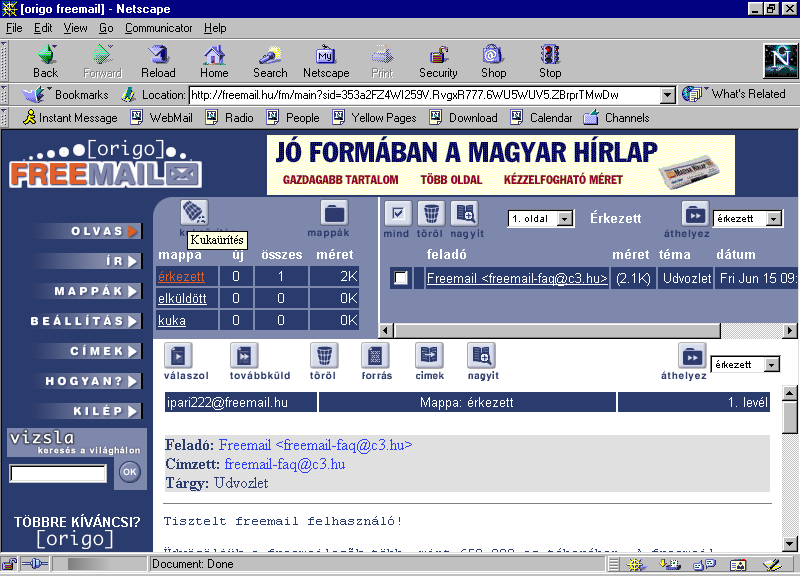 [origo freemail] - Netscape
File Edit View Go Communicator Help
Back Forward Reload Home Search Netscape Print Security Shop Stop
My
N
Bookmarks Location: http://freemail.hu/fm/main?sid=353a2FZ4WI259V.RvgxR777.6WU5WUV5.ZBrprTMwDw What's Related
Instant Message WebMail Radio People Yellow Pages Download Calendar Channels
[origo]
FREEMAIL
JÓ FORMÁBAN A MAGYAR HÍRLAP
GAZDAGABB TARTALOM TÖBB OLDAL KÉZZELFOGHATÓ MÉRET
OLVAS
ÍR
MAPPÁK
BEÁLLÍTÁS
CÍMEK
HOGYAN?
KILÉP
vizsla
keresés a világhálón
OK
TÖBBRE KÍVÁNCSI?
[origo]
mappák
Kukaürítés
mappa új összes méret
érkezett 0 1 2K
elküldött 0 0 0K
kuka 0 0 0K
mind töröl nagyít 1. oldal Érkezett áthelyez érkezett
feladó méret téma dátum
Freemail <freemail-faq@c3.hu> (2.1K) Udvozlet Fri Jun 15 09:
válaszol továbbküld töröl forrás címek nagyít áthelyez érkezett
ipari222@freemail.hu Mappa: érkezett 1. levél
Feladó: Freemail <freemail-faq@c3.hu>
Címzett: freemail-faq@c3.hu
Tárgy: Udvozlet
Tisztelt freemail felhasználó!
Document: Done